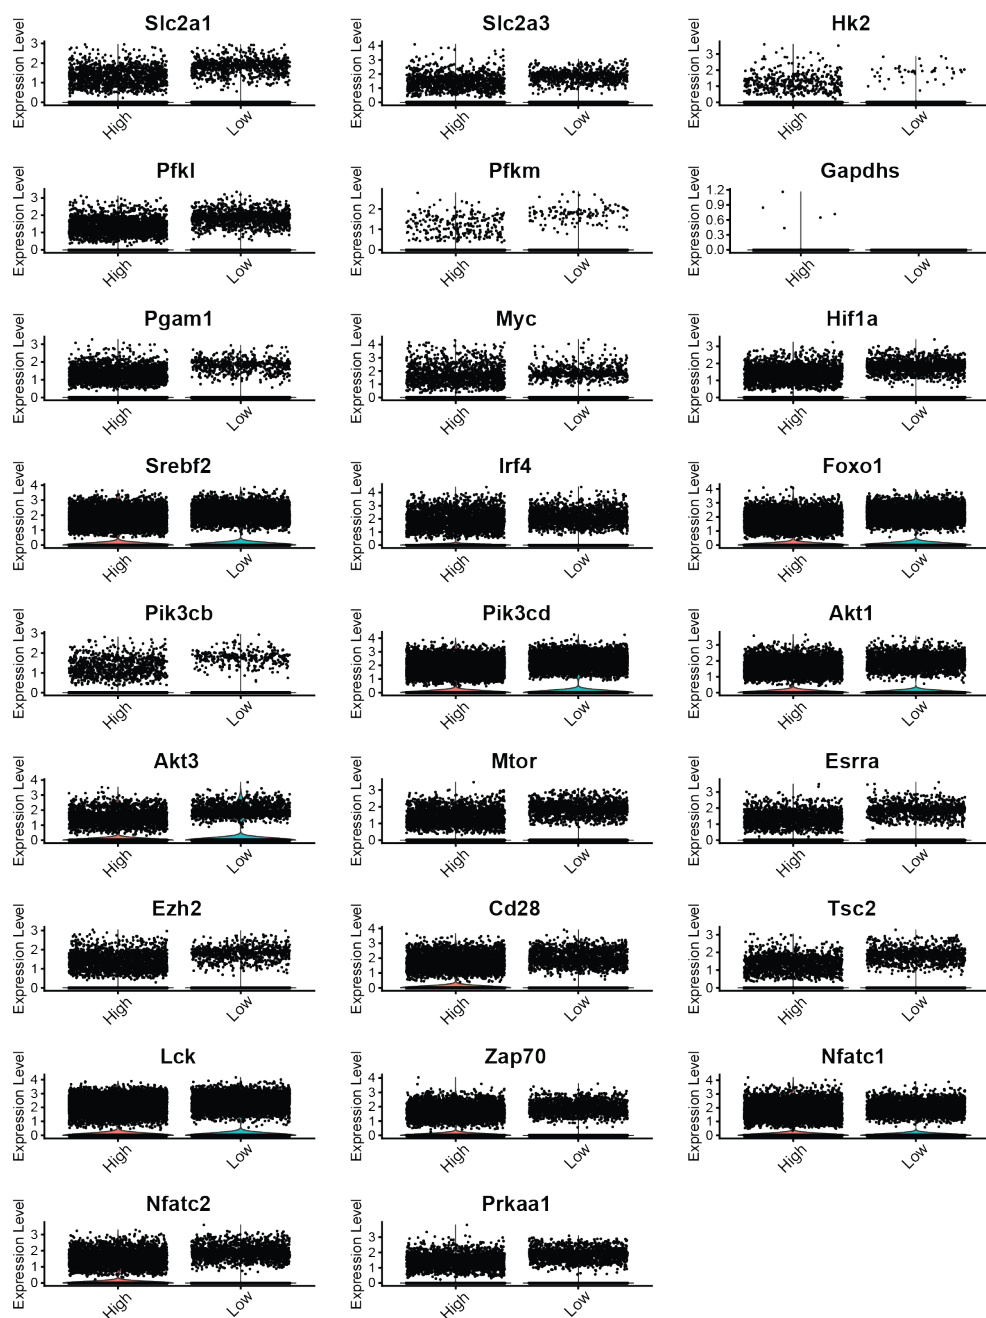 Slc2a1
Expression Level
3
2
1
0
High
Low
Slc2a3
Expression Level
4
3
2
1
0
High
Low
Hk2
Expression Level
3
2
1
0
High
Low
Pfkl
Expression Level
3
2
1
0
High
Low
Pfkm
Expression Level
2
1
0
High
Low
Gapdhs
Expression Level
1.2
0.9
0.6
0.3
0.0
High
Low
Pgam1
Expression Level
3
2
1
0
High
Low
Myc
Expression Level
4
3
2
1
0
High
Low
Hif1a
Expression Level
3
2
1
0
High
Low
Srebf2
Expression Level
4
3
2
1
0
High
Low
Irf4
Expression Level
4
3
2
1
0
High
Low
Foxo1
Expression Level
4
3
2
1
0
High
Low
Pik3cb
Expression Level
3
2
1
0
High
Low
Pik3cd
Expression Level
4
3
2
1
0
High
Low
Akt1
Expression Level
3
2
1
0
High
Low
Akt3
Expression Level
4
3
2
1
0
High
Low
Mtor
Expression Level
3
2
1
0
High
Low
Esrra
Expression Level
3
2
1
0
High
Low
Ezh2
Expression Level
3
2
1
0
High
Low
Cd28
Expression Level
4
3
2
1
0
High
Low
Tsc2
Expression Level
3
2
1
0
High
Low
Lck
Expression Level
4
3
2
1
0
High
Low
Zap70
Expression Level
4
3
2
1
0
High
Low
Nfatc1
Expression Level
4
3
2
1
0
High
Low
Nfatc2
Expression Level
3
2
1
0
High
Low
Prkaa1
Expression Level
3
2
1
0
High
Low